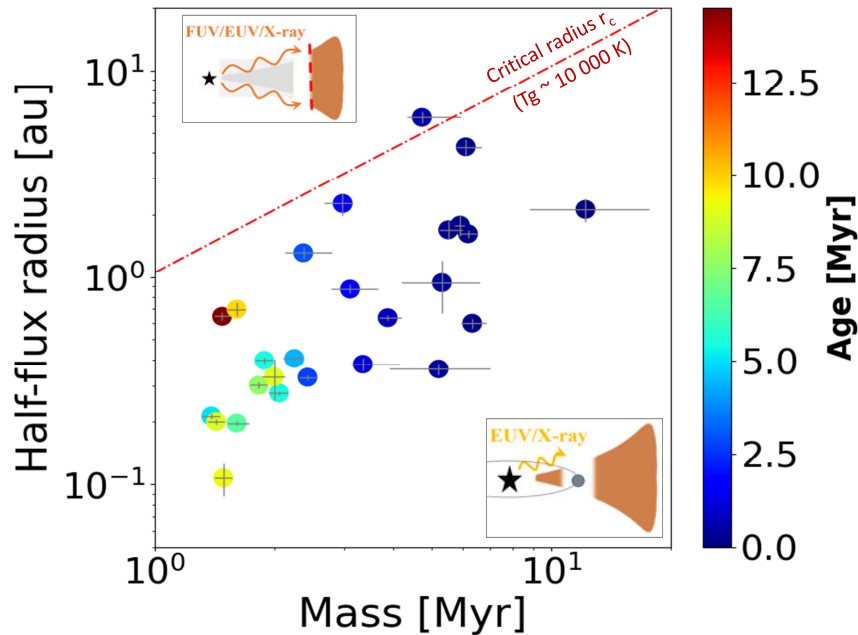 FUV/EUV/X-ray
Critical radius r_c
(Tg ~ 10 000 K)
EUV/X-ray
Half-flux radius [au]
10¹
10⁰
10⁻¹
10⁰
10¹
Mass [Myr]
12.5
10.0
7.5
5.0
2.5
0.0
Age [Myr]